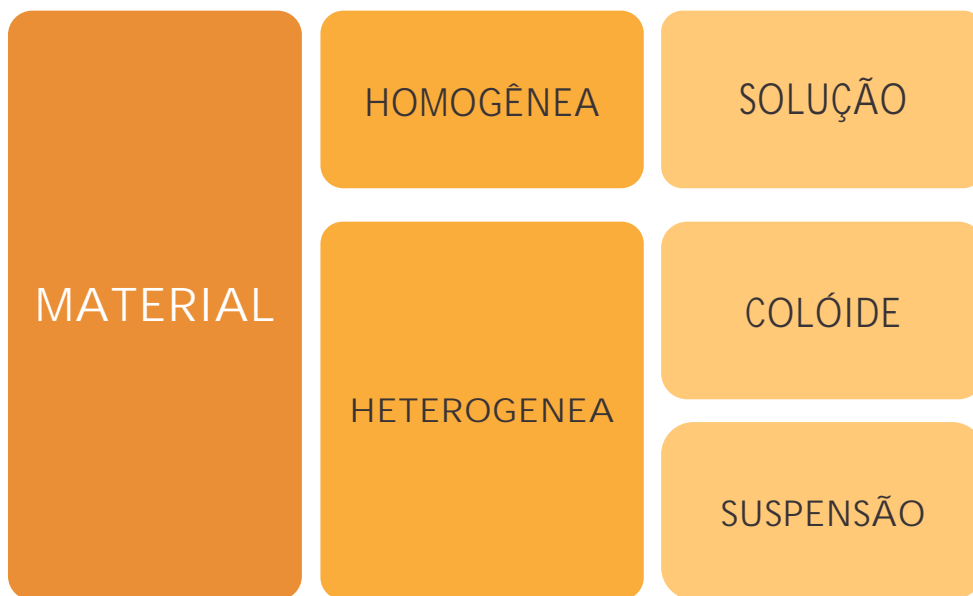 MATERIAL
HOMOGÊNEA
SOLUÇÃO
HETEROGENEA
COLÓIDE
SUSPENSÃO